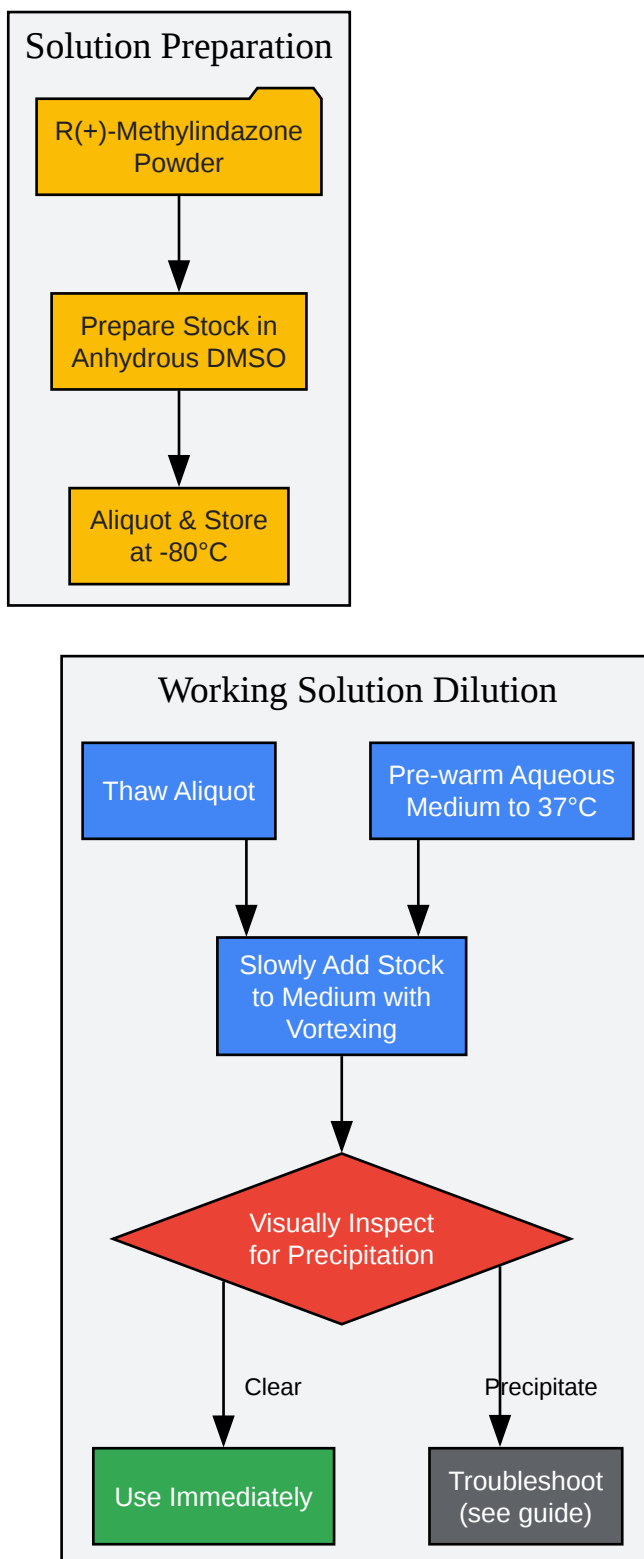 Solution Preparation
R(+)-Methylindazone
Powder
Prepare Stock in
Anhydrous DMSO
Aliquot & Store
at -80°C
Working Solution Dilution
Thaw Aliquot
Pre-warm Aqueous
Medium to 37°C
Slowly Add Stock
to Medium with
Vortexing
Visually Inspect
for Precipitation
Clear
Precipitate
Use Immediately
Troubleshoot
(see guide)